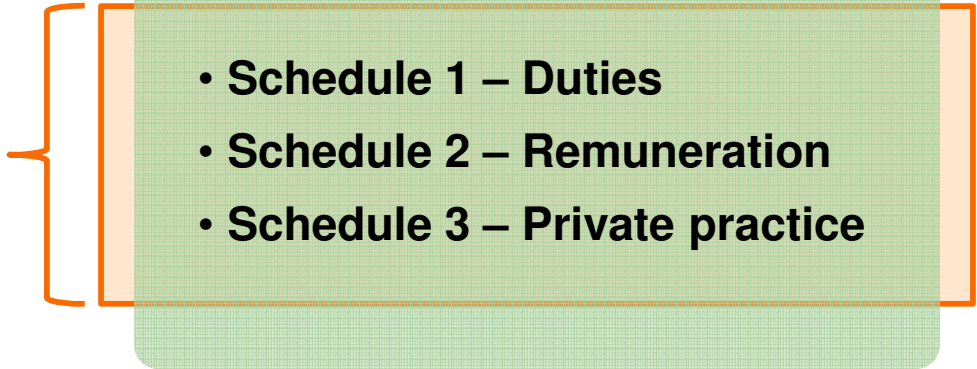 • Schedule 1 – Duties
• Schedule 2 – Remuneration
• Schedule 3 – Private practice